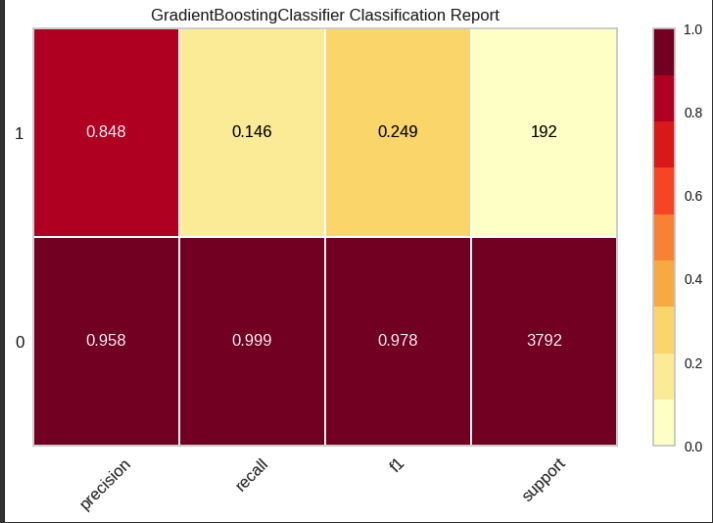 GradientBoostingClassifier Classification Report
1 0.848 0.146 0.249 192
0 0.958 0.999 0.978 3792
precision recall f1 support
1.0
0.8
0.6
0.4
0.2
0.0